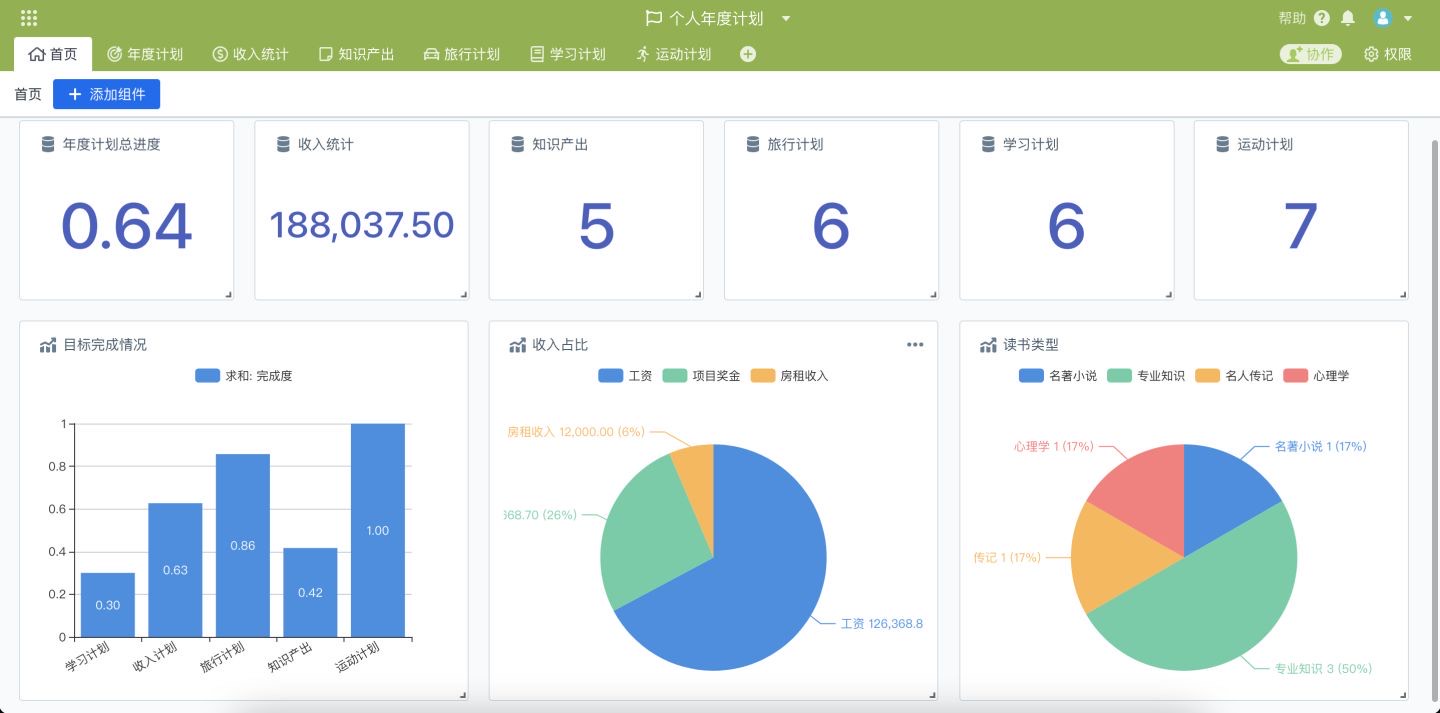 个人年度计划
帮助
首页 年度计划 收入统计 知识产出 旅行计划 学习计划 运动计划
协作 权限
首页 添加组件
年度计划总进度
0.64
收入统计
188,037.50
知识产出
5
旅行计划
6
学习计划
6
运动计划
7
目标完成情况
求和: 完成度
1
0.8
0.6
0.4
0.2
0
0.30
0.63
0.86
0.42
1.00
学习计划
收入计划
旅行计划
知识产出
运动计划
收入占比
工资 项目奖金 房租收入
房租收入 12,000.00 (6%)
668.70 (26%)
工资 126,368.8
读书类型
名著小说 专业知识 名人传记 心理学
心理学 1 (17%)
名著小说 1 (17%)
传记 1 (17%)
专业知识 3 (50%)